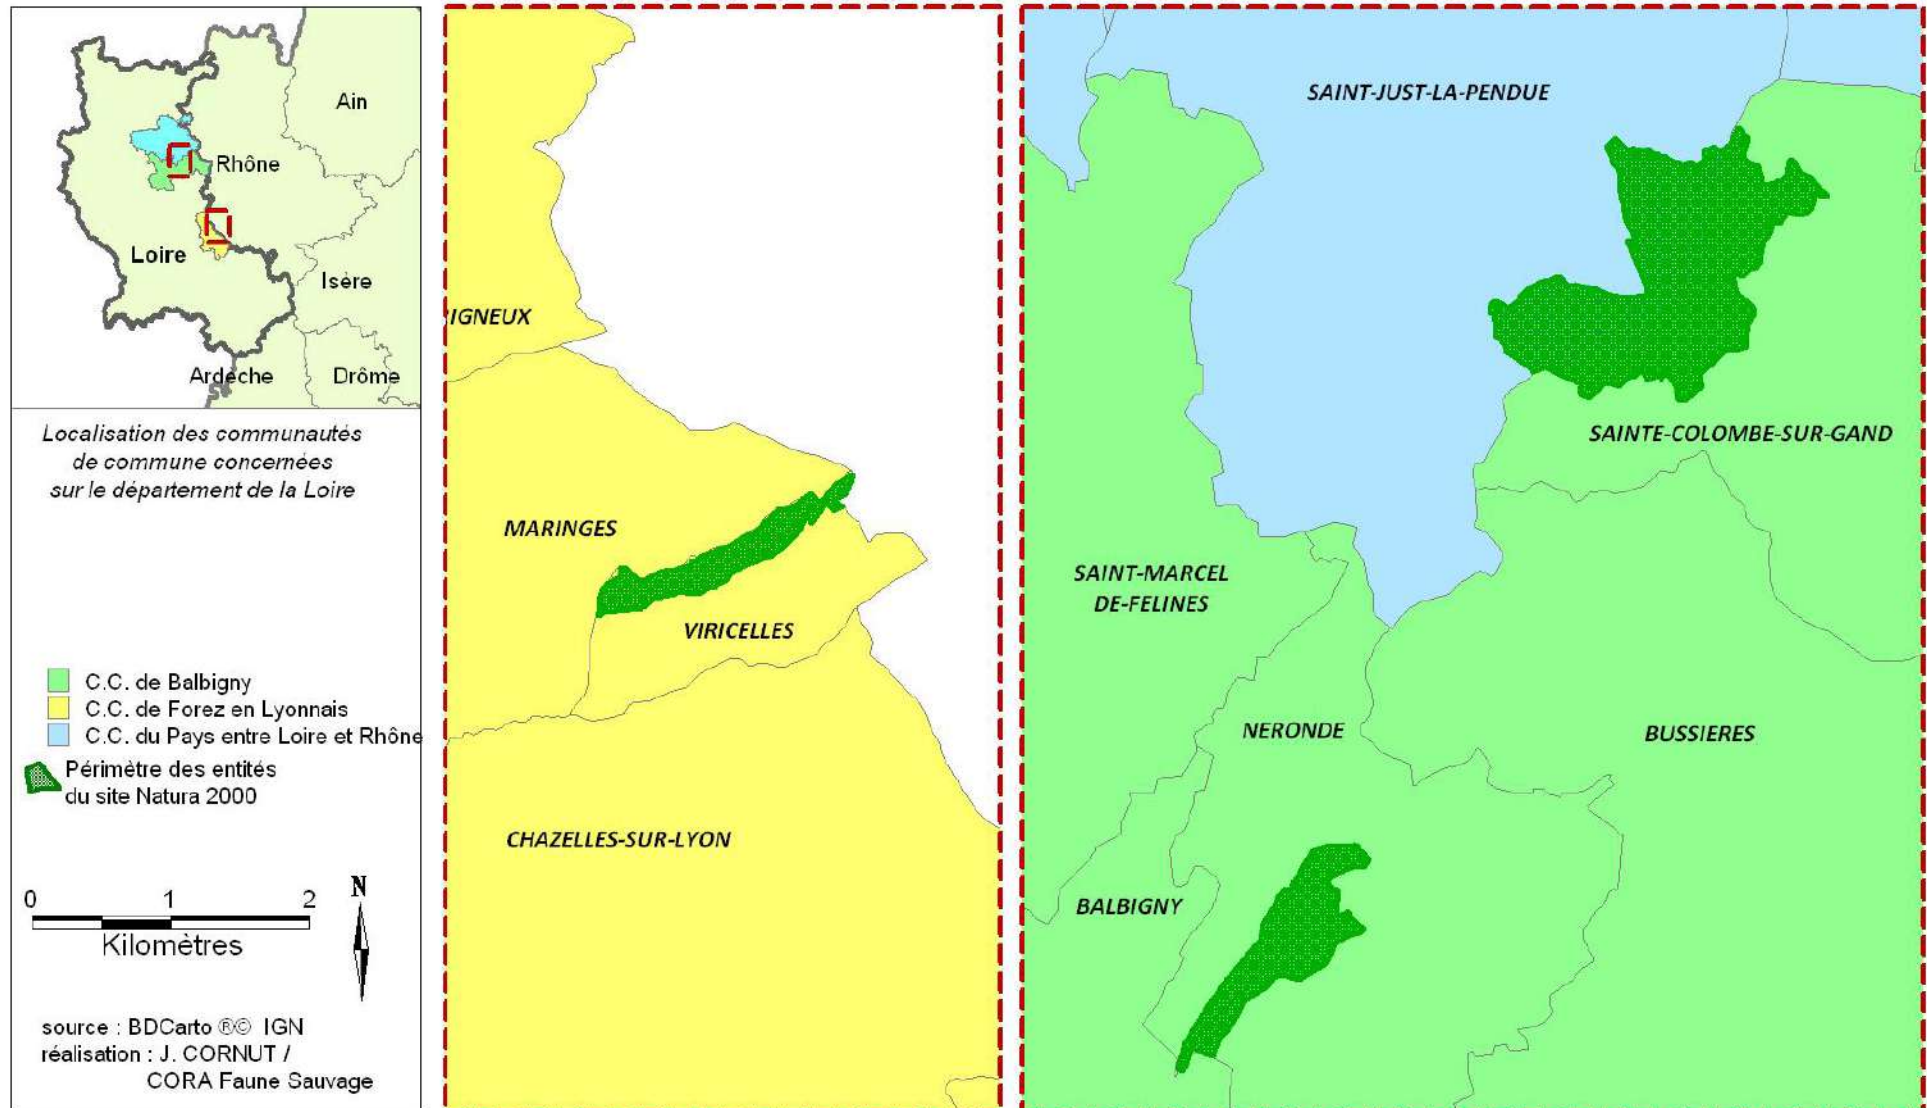 Ain
Rhône
Loire
Isère
Ardèche
Drôme
Localisation des communautés
de commune concernées
sur le département de la Loire
C.C. de Balbigny
C.C. de Forez en Lyonnais
C.C. du Pays entre Loire et Rhône
Périmètre des entités
du site Natura 2000
0 1 2
Kilomètres
N
source : BDCarto ®© IGN
réalisation : J. CORNUT /
CORA Faune Sauvage
IGNEUX
MARINGES
VIRICELLES
CHAZELLES-SUR-LYON
SAINT-JUST-LA-PENDUE
SAINTE-COLOMBE-SUR-GAND
SAINT-MARCEL
DE-FELINES
NERONDE
BUSSIERES
BALBIGNY